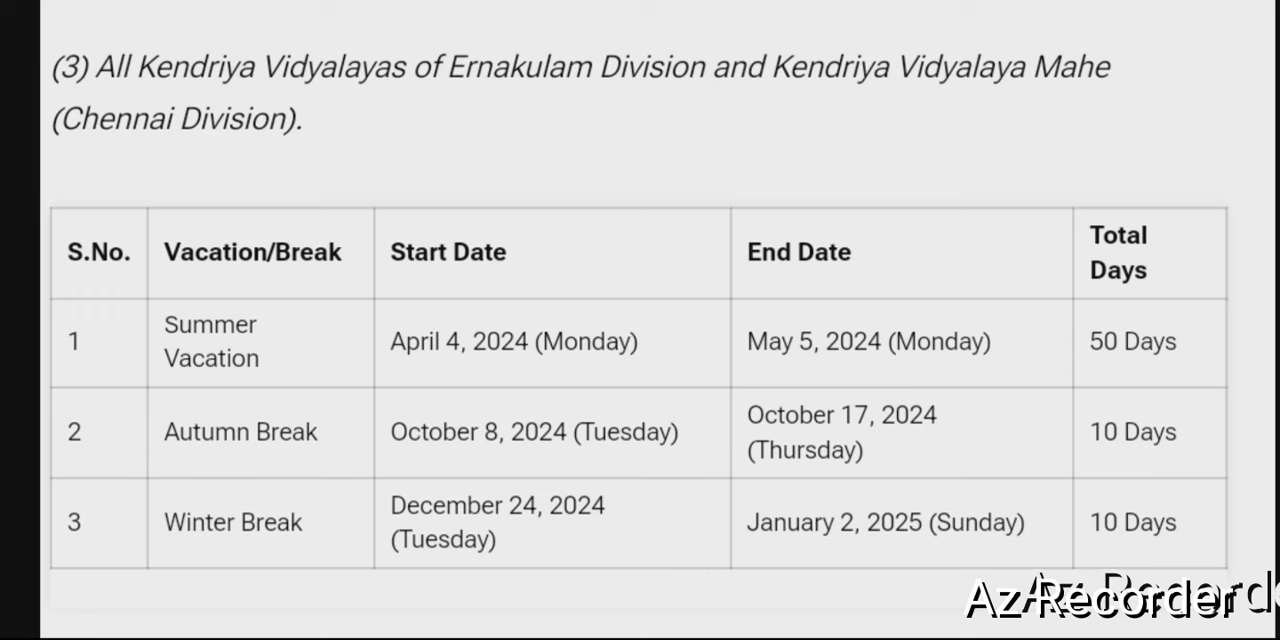 (3) All Kendriya Vidyalayas of Ernakulam Division and Kendriya Vidyalaya Mahe
(Chennai Division).
S.No. Vacation/Break Start Date End Date Total Days
1 Summer Vacation April 4, 2024 (Monday) May 5, 2024 (Monday) 50 Days
2 Autumn Break October 8, 2024 (Tuesday) October 17, 2024 (Thursday) 10 Days
3 Winter Break December 24, 2024 (Tuesday) January 2, 2025 (Sunday) 10 Days
Az Recorder
Az Recorde